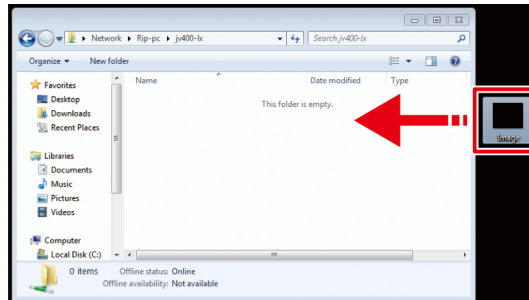 Network ▸ Rip-pc ▸ jv400-lx
Search jv400-lx
Organize
New folder
Favorites
Desktop
Downloads
Recent Places
Libraries
Documents
Music
Pictures
Videos
Computer
Local Disk (C:)
Name
Date modified
Type
This folder is empty.
Image
0 items
Offline status: Online
Offline availability: Not available